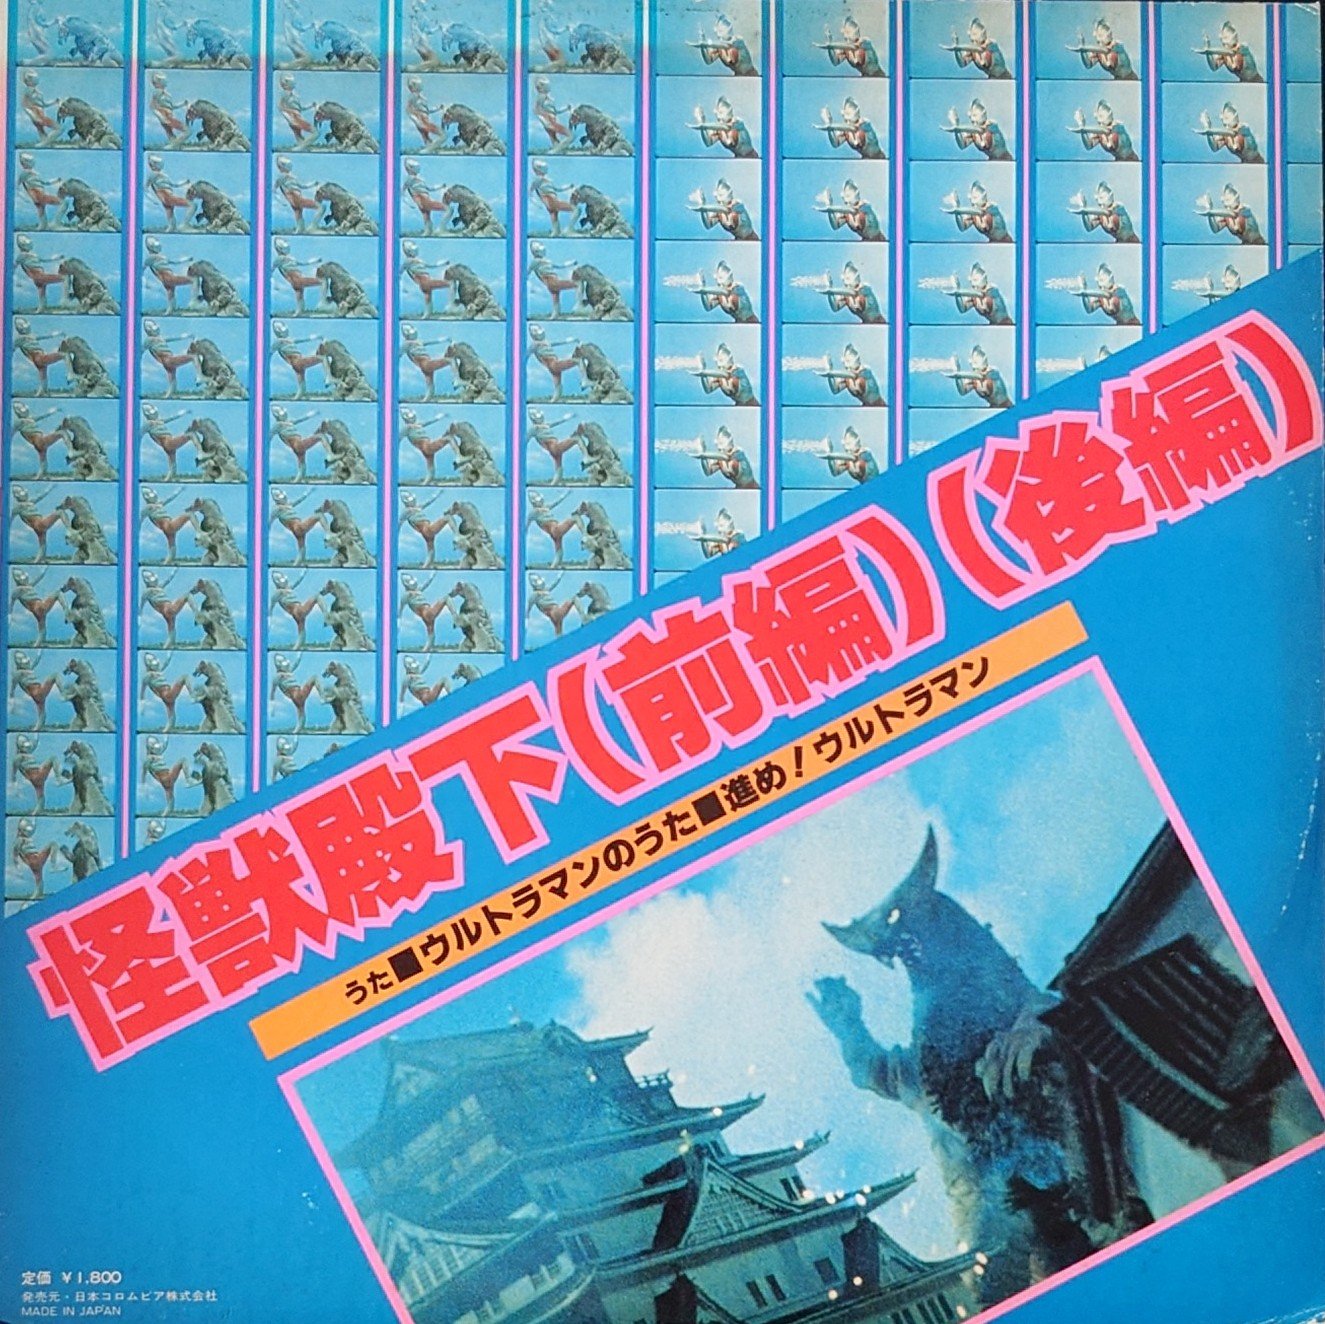 怪獣殿下(前編)(後編)
うた■ウルトラマンのうた■進め!ウルトラマン
定価 ¥1,800
発売元・日本コロムビア株式会社
MADE IN JAPAN